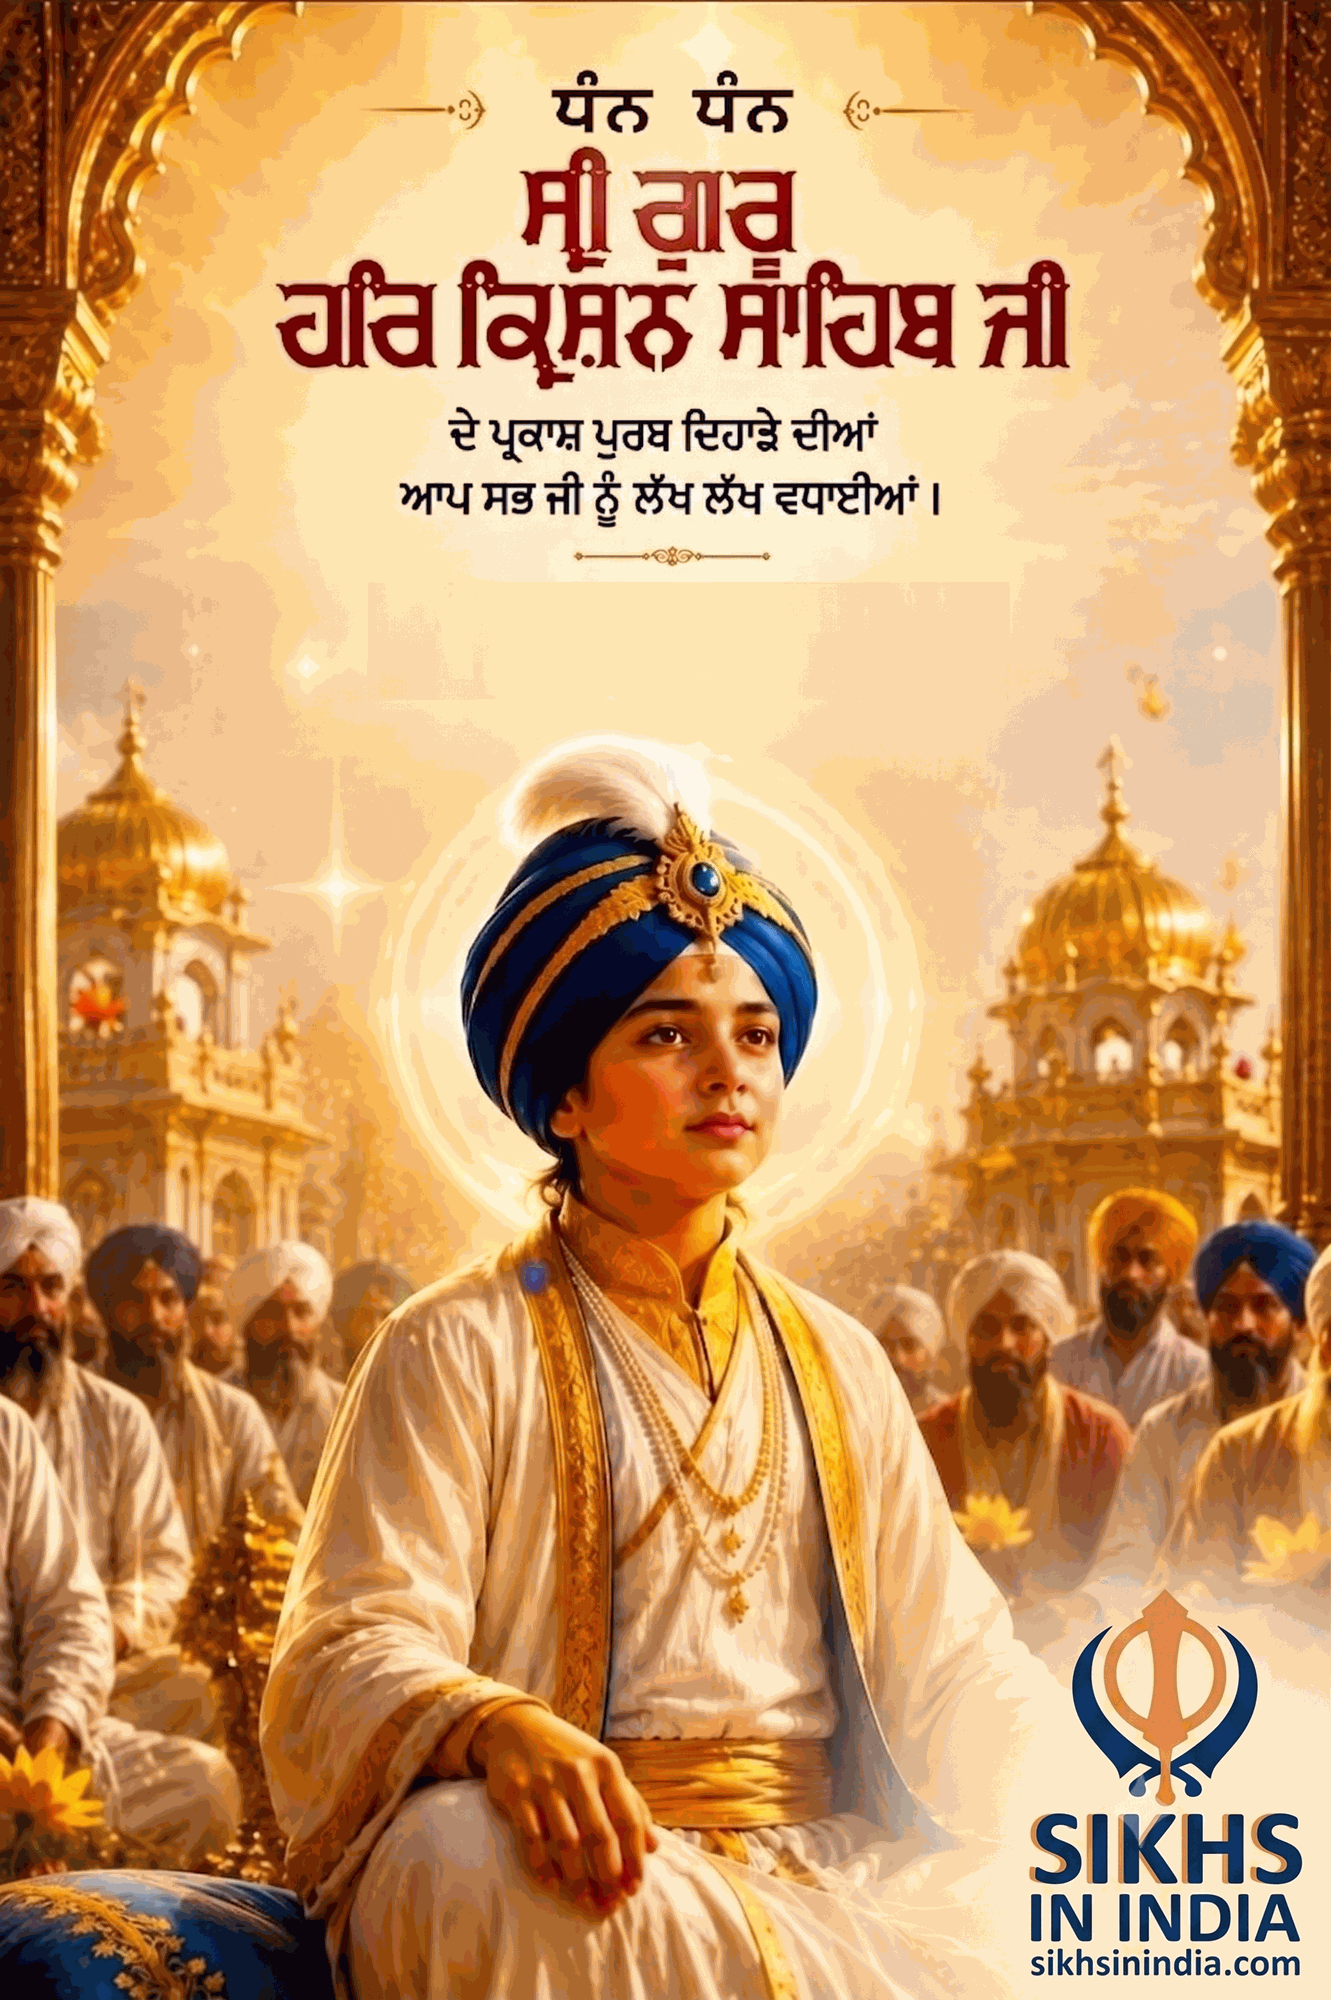 ਧੰਨ ਧੰਨ
ਸ੍ਰੀ ਗੁਰੂ
ਹਰਿ ਕ੍ਰਿਸ਼ਨ ਸਾਹਿਬ ਜੀ
ਦੇ ਪ੍ਰਕਾਸ਼ ਪੁਰਬ ਦਿਹਾੜੇ ਦੀਆਂ
ਆਪ ਸਭ ਜੀ ਨੂੰ ਲੱਖ ਲੱਖ ਵਧਾਈਆਂ।
SIKHS
IN INDIA
sikhsinindia.com